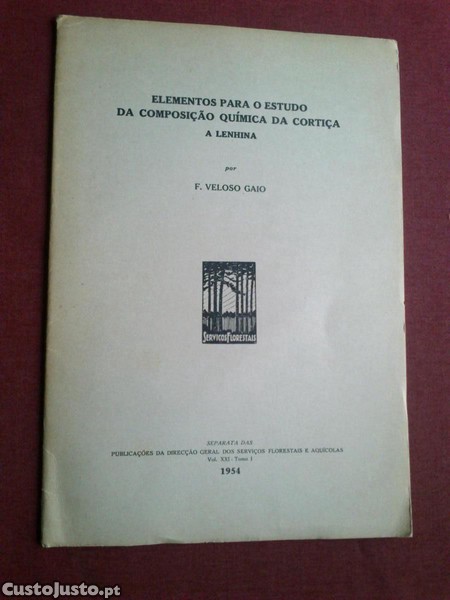 ELEMENTOS PARA O ESTUDO
DA COMPOSIÇÃO QUÍMICA DA CORTIÇA
A LENHINA
por
F. VELOSO GAIO
SERVIÇOS FLORESTAIS
SEPARATA DAS
PUBLICAÇÕES DA DIRECÇÃO GERAL DOS SERVIÇOS FLORESTAIS E AQUÍCOLAS
Vol. XXI - Tomo I
1954
CustoJusto.pt